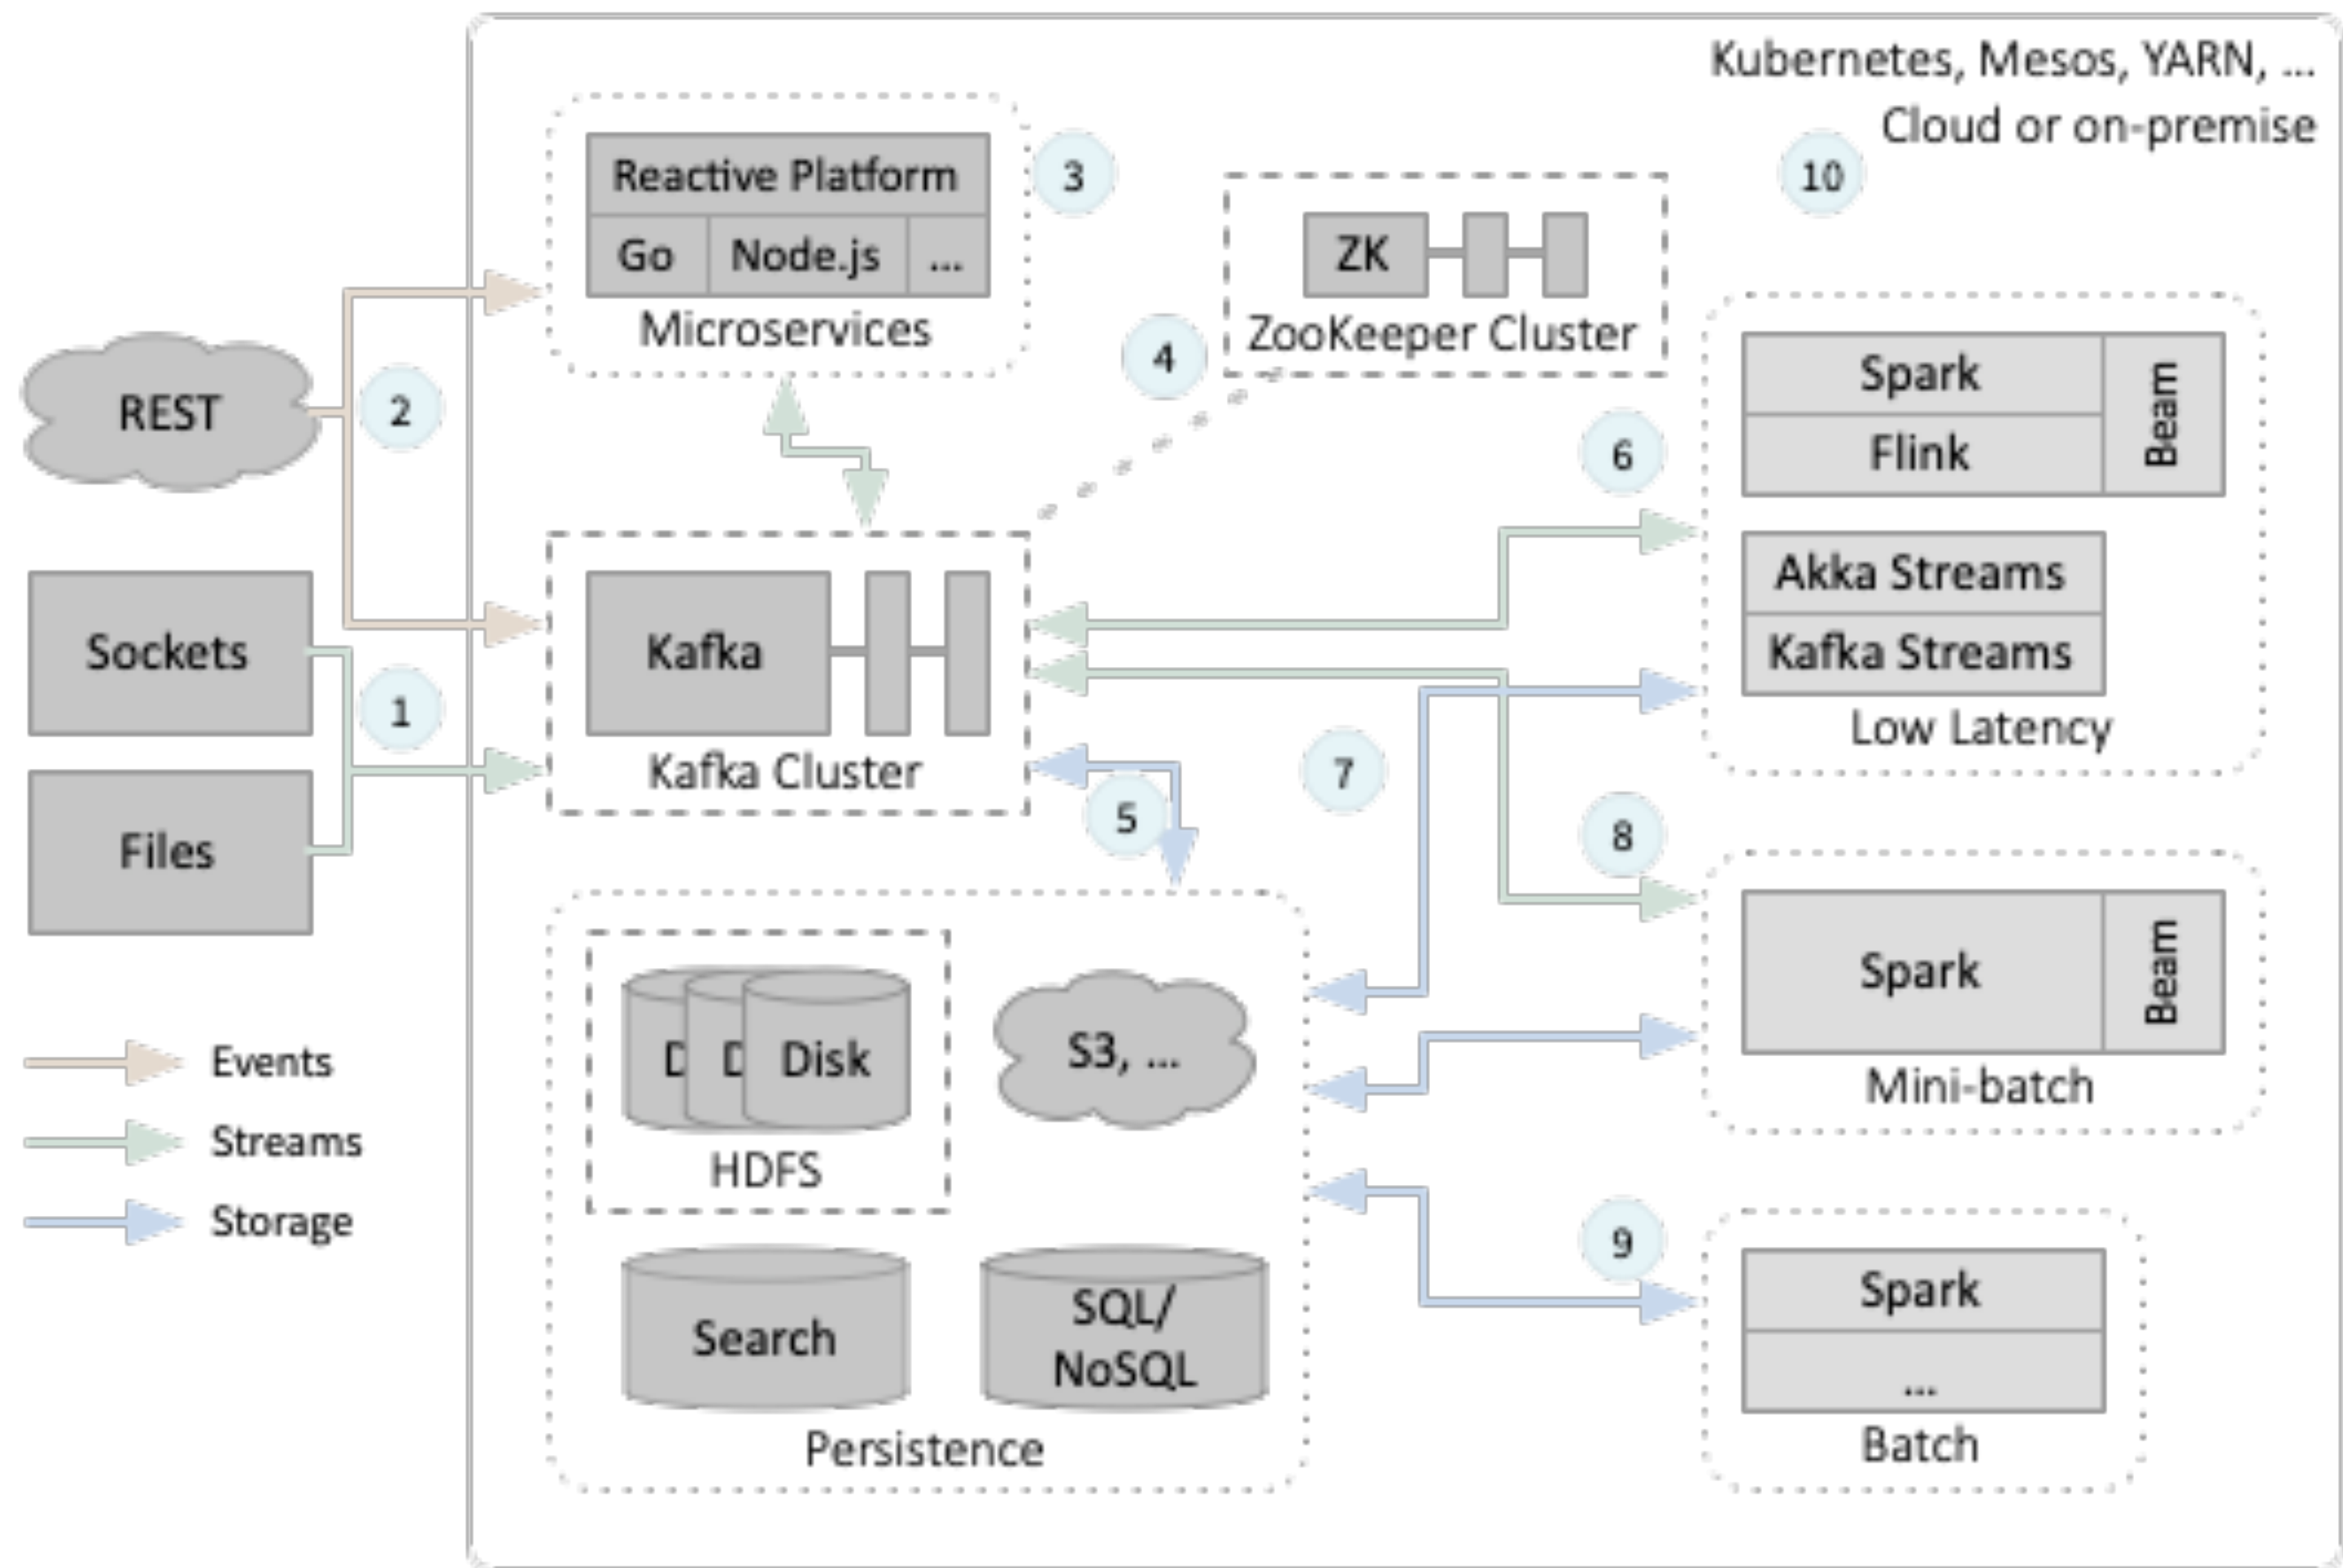 Kubernetes, Mesos, YARN, ...
Cloud or on-premise
10
Reactive Platform
Go
Node.js
...
Microservices
3
ZK
ZooKeeper Cluster
4
REST
2
Sockets
Files
1
Kafka
Kafka Cluster
5
6
Spark
Flink
Beam
Akka Streams
Kafka Streams
Low Latency
7
8
Spark
Beam
Mini-batch
D
D
Disk
HDFS
S3, ...
Search
SQL/
NoSQL
Persistence
9
Spark
...
Batch
Events
Streams
Storage